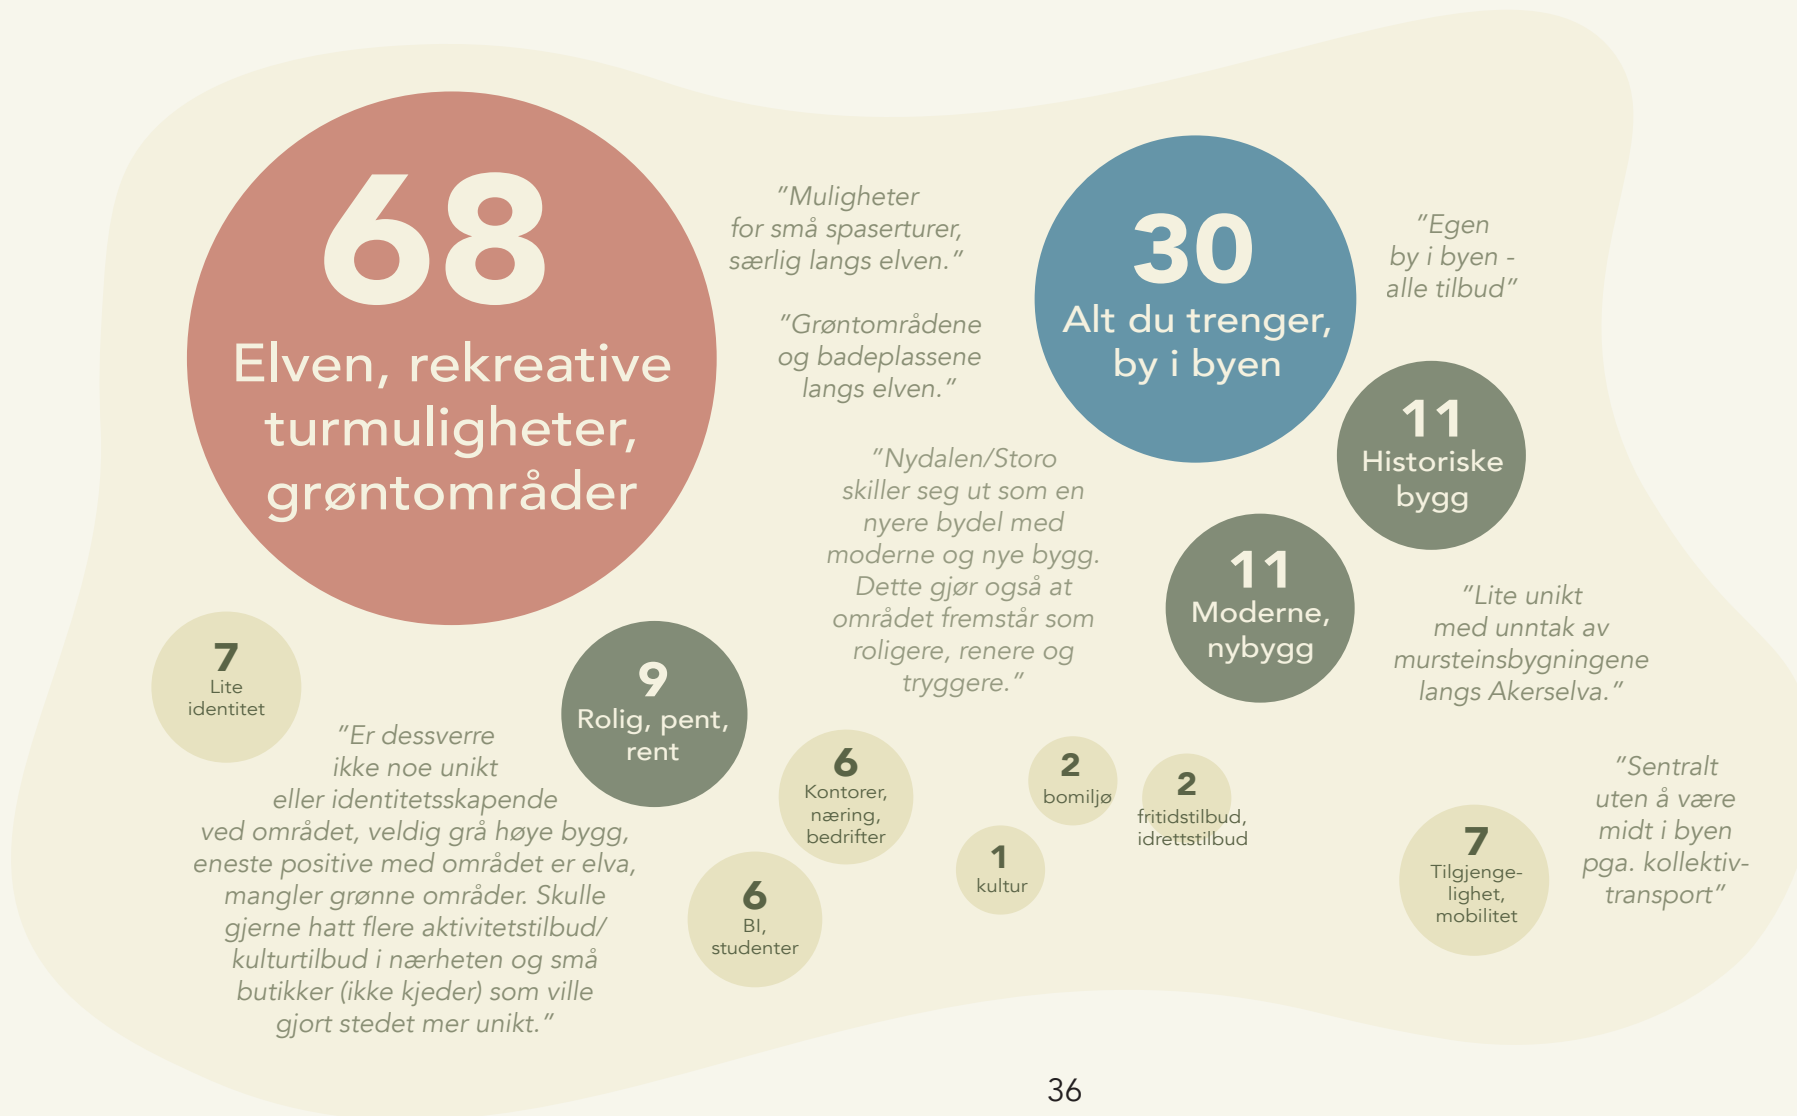 68
Elven, rekreative
turmuligheter,
grøntområder
"Muligheter
for små spaserturer,
særlig langs elven."
"Grøntområdene
og badeplassene
langs elven."
30
Alt du trenger,
by i byen
"Egen
by i byen -
alle tilbud"
11
Historiske
bygg
"Nydalen/Storo
skiller seg ut som en
nyere bydel med
moderne og nye bygg.
Dette gjør også at
området fremstår som
roligere, renere og
tryggere."
11
Moderne,
nybygg
"Lite unikt
med unntak av
mursteinsbygningene
langs Akerselva."
7
Lite
identitet
9
Rolig, pent,
rent
"Er dessverre
ikke noe unikt
eller identitetsskapende
ved området, veldig grå høye bygg,
eneste positive med området er elva,
mangler grønne områder. Skulle
gjerne hatt flere aktivitetstilbud/
kulturtilbud i nærheten og små
butikker (ikke kjeder) som ville
gjort stedet mer unikt."
6
Kontorer,
næring,
bedrifter
6
BI,
studenter
1
kultur
2
bomiljø
2
fritidstilbud,
idrettstilbud
7
Tilgjenge-
lighet,
mobilitet
"Sentralt
uten å være
midt i byen
pga. kollektiv-
transport"
36